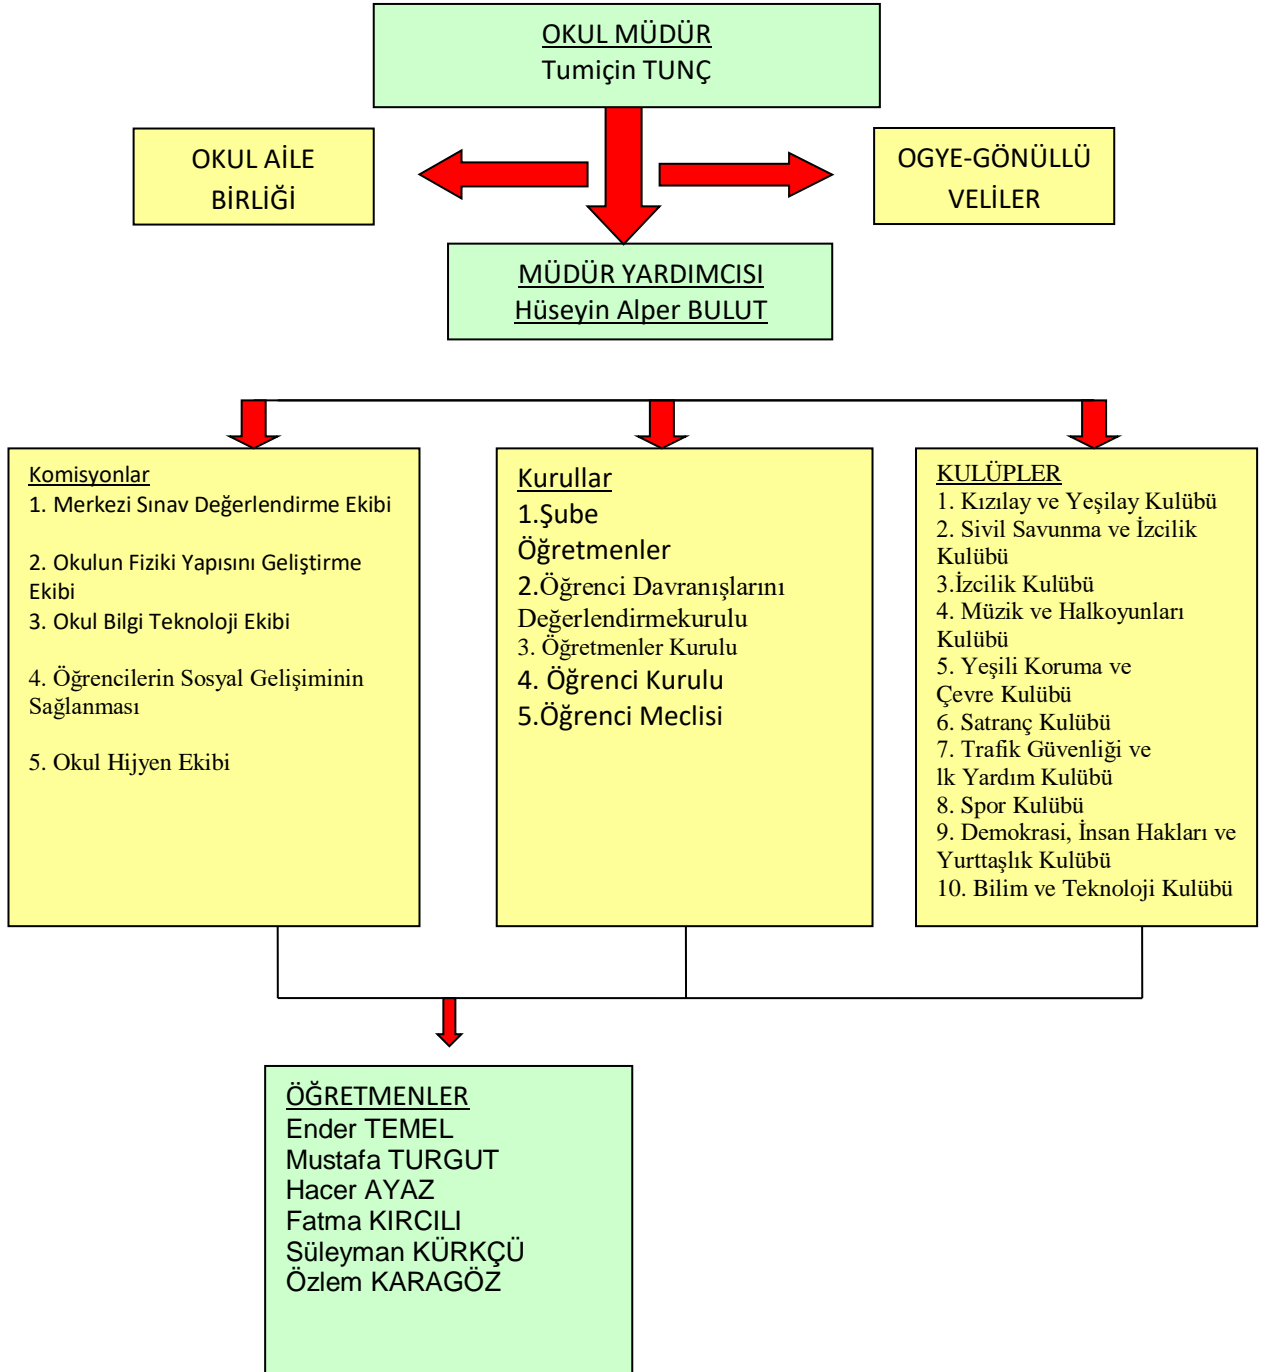 OKUL MÜDÜR
Tumiçin TUNÇ
OKUL AİLE
BİRLİĞİ
OGYE-GÖNÜLLÜ
VELİLER
MÜDÜR YARDIMCISI
Hüseyin Alper BULUT
Komisyonlar
1. Merkezi Sınav Değerlendirme Ekibi
2. Okulun Fiziki Yapısını Geliştirme
Ekibi
3. Okul Bilgi Teknoloji Ekibi
4. Öğrencilerin Sosyal Gelişiminin
Sağlanması
5. Okul Hijyen Ekibi
Kurullar
1.Şube
Öğretmenler
2.Öğrenci Davranışlarını
Değerlendirmekurulu
3. Öğretmenler Kurulu
4. Öğrenci Kurulu
5.Öğrenci Meclisi
KULÜPLER
1. Kızılay ve Yeşilay Kulübü
2. Sivil Savunma ve İzcilik
Kulübü
3.İzcilik Kulübü
4. Müzik ve Halkoyunları
Kulübü
5. Yeşili Koruma ve
Çevre Kulübü
6. Satranç Kulübü
7. Trafik Güvenliği ve
lk Yardım Kulübü
8. Spor Kulübü
9. Demokrasi, İnsan Hakları ve
Yurttaşlık Kulübü
10. Bilim ve Teknoloji Kulübü
ÖĞRETMENLER
Ender TEMEL
Mustafa TURGUT
Hacer AYAZ
Fatma KIRCILI
Süleyman KÜRKÇÜ
Özlem KARAGÖZ